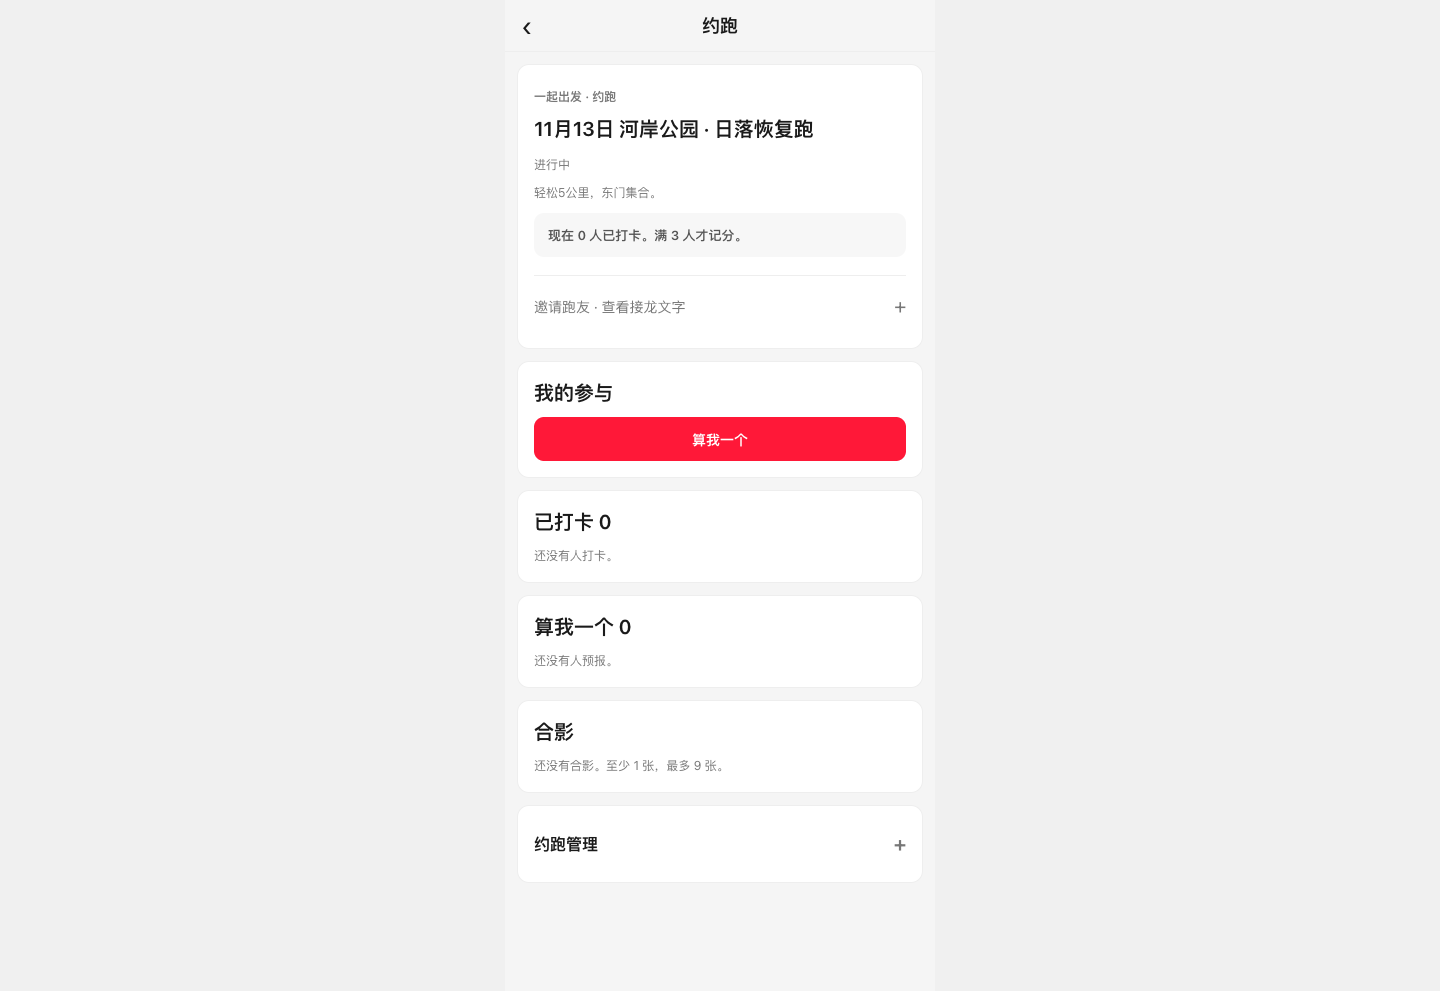 ‹ 约跑
一起出发 · 约跑
11月13日 河岸公园 · 日落恢复跑
进行中
轻松5公里，东门集合。
现在 0 人已打卡。满 3 人才记分。
邀请跑友 · 查看接龙文字 +
我的参与
算我一个
已打卡 0
还没有人打卡。
算我一个 0
还没有人预报。
合影
还没有合影。至少 1 张，最多 9 张。
约跑管理 +